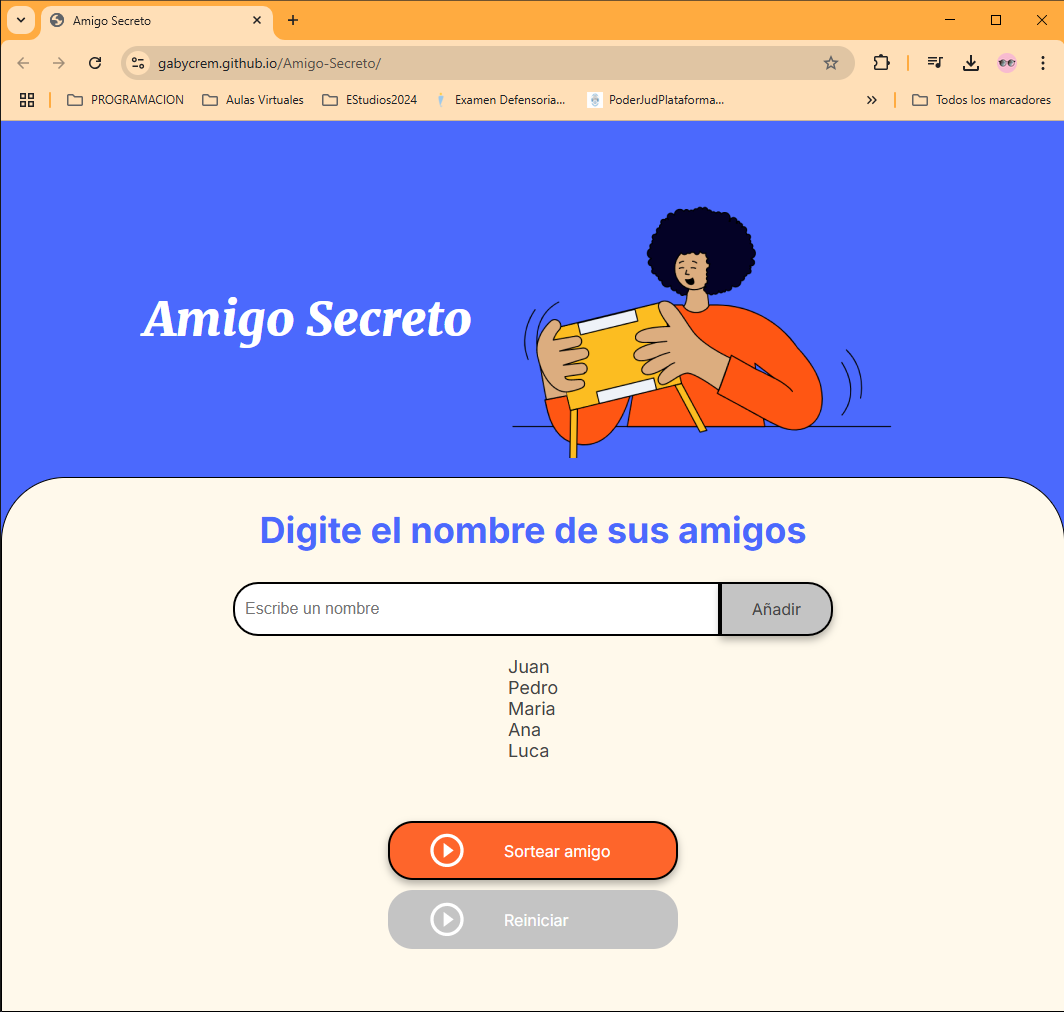 Amigo Secreto
gabycrem.github.io/Amigo-Secreto/
PROGRAMACION Aulas Virtuales EStudios2024 Examen Defensoria... PoderJudPlataforma... Todos los marcadores
Amigo Secreto
Digite el nombre de sus amigos
Escribe un nombre Añadir
Juan
Pedro
Maria
Ana
Luca
Sortear amigo
Reiniciar